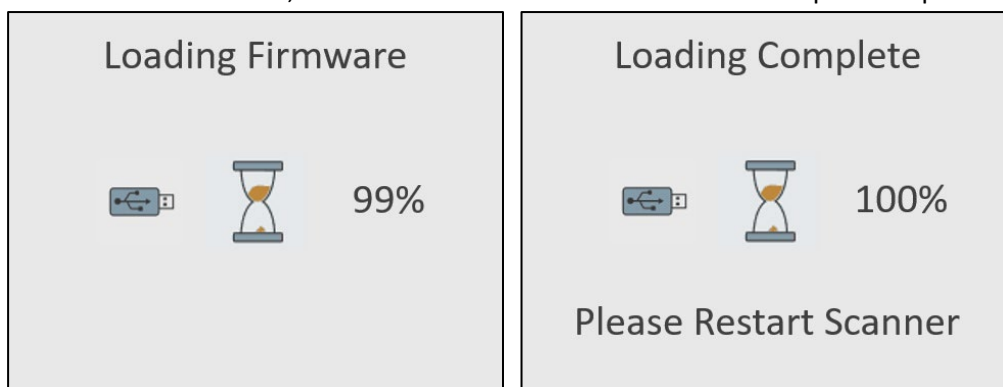 Loading Firmware
99%
Loading Complete
100%
Please Restart Scanner